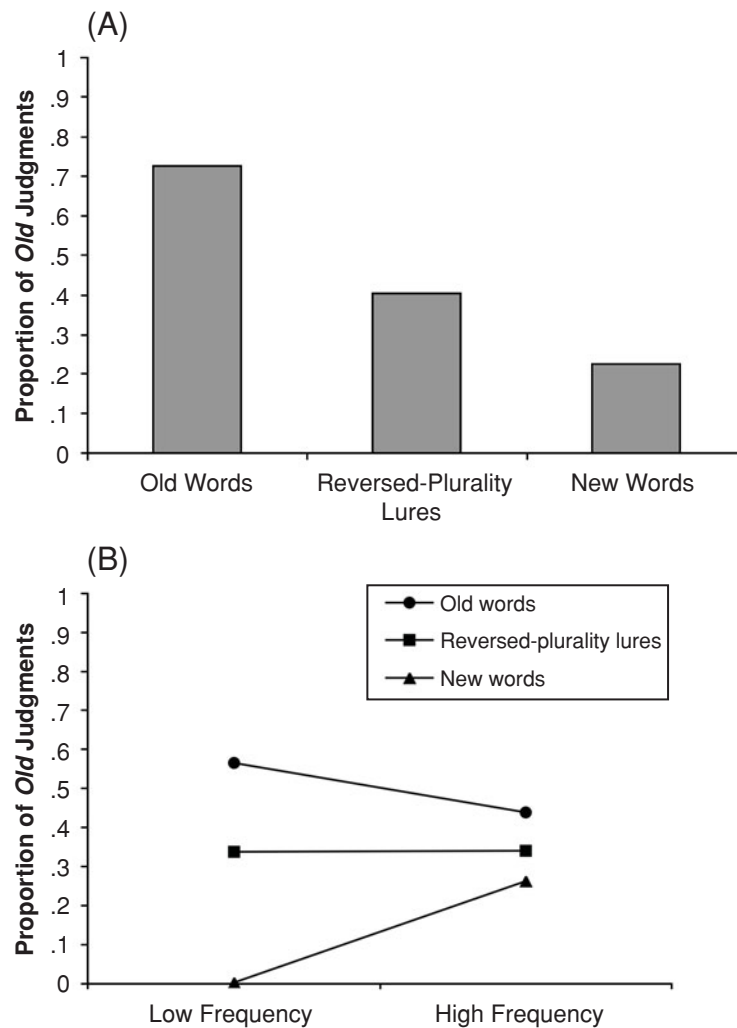 (A)
Proportion of Old Judgments
1
.9
.8
.7
.6
.5
.4
.3
.2
.1
0
Old Words
Reversed-Plurality
Lures
New Words
(B)
Proportion of Old Judgments
1
.9
.8
.7
.6
.5
.4
.3
.2
.1
0
Old words
Reversed-plurality lures
New words
Low Frequency
High Frequency